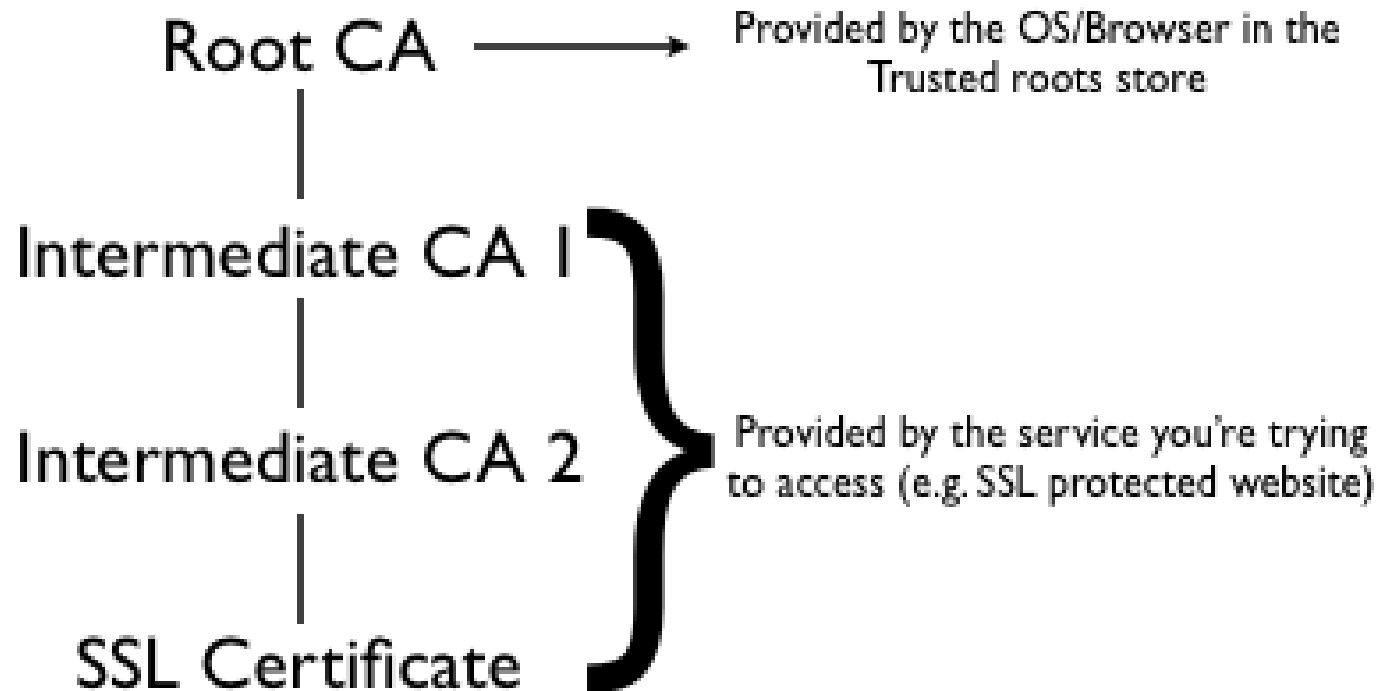 Root CA
Provided by the OS/Browser in the
Trusted roots store
Intermediate CA 1
Intermediate CA 2
Provided by the service you're trying
to access (e.g. SSL protected website)
SSL Certificate